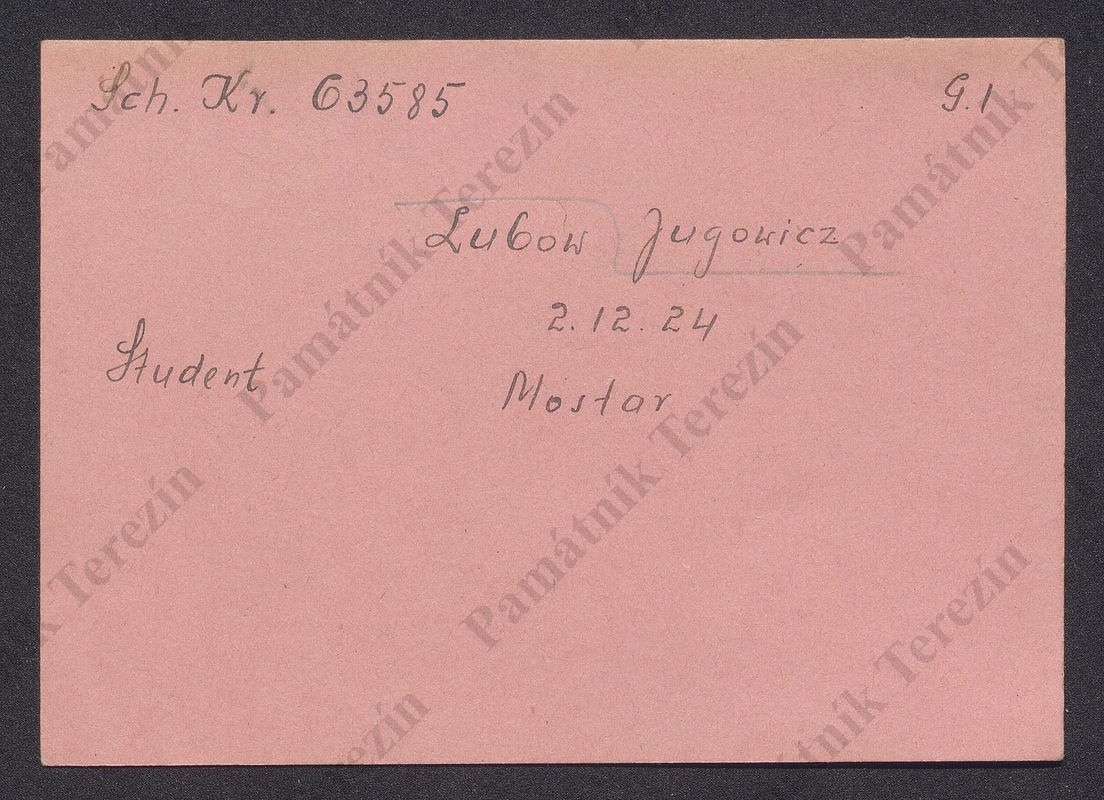 Sch. Kr. 63585
G.1
Lubow Jugowicz
2.12.24
Student
Mostar
Památník Terezín